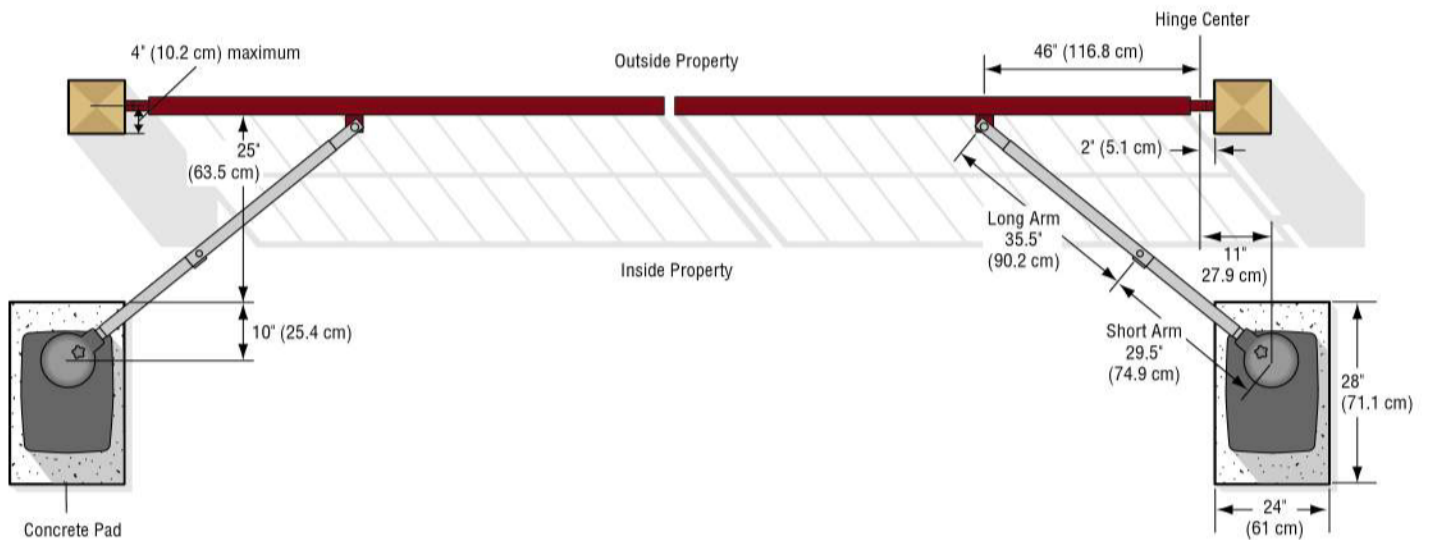 Hinge Center
4" (10.2 cm) maximum
Outside Property
46" (116.8 cm)
25"
(63.5 cm)
2" (5.1 cm)
Long Arm
35.5"
(90.2 cm)
11"
27.9 cm)
Inside Property
10" (25.4 cm)
Short Arm
29.5"
(74.9 cm)
28"
(71.1 cm)
24"
(61 cm)
Concrete Pad